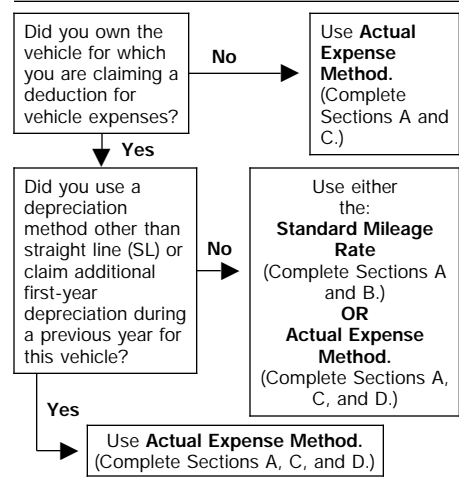 Did you own the
vehicle for which
you are claiming a
deduction for
vehicle expenses?
No
Use Actual
Expense
Method.
(Complete
Sections A and
C.)
Yes
Did you use a
depreciation
method other than
straight line (SL) or
claim additional
first-year
depreciation during
a previous year for
this vehicle?
No
Use either
the:
Standard Mileage
Rate
(Complete Sections A
and B.)
OR
Actual Expense
Method.
(Complete Sections A,
C, and D.)
Yes
Use Actual Expense Method.
(Complete Sections A, C, and D.)